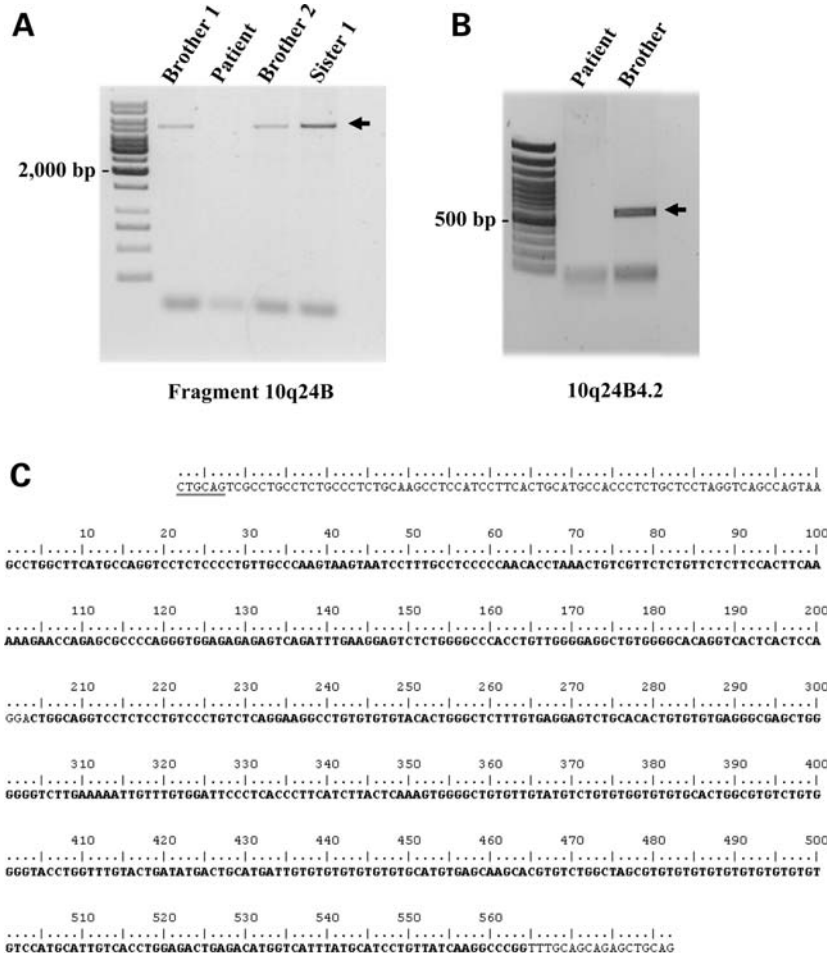 A
Brother 1
Patient
Brother 2
Sister 1
2,000 bp -
Fragment 10q24B
B
Patient
Brother
500 bp -
10q24B4.2
C
CTGCAGTCGCCTGCCTCTGCCCTCTGCAAGCCTCCATCCTTCACTGCATGCCACCCTCTGCTCCTAGGTCAGCCAGTAA
10 20 30 40 50 60 70 80 90 100
GCCTGGCTTCATGCCAGGTCCTCTCCCCTGTTGCCCAAGTAAGTAATCCTTTGCCTCCCCCAACACCTAAACTGTCGTTCTCTGTTCTCTTCCACTTCAA
110 120 130 140 150 160 170 180 190 200
AAAGAACCAGAGCGCCCCAGGGTGGAGAGAGAGTCAGATTTGAAGGAGTCTCTGGGGCCCACCTGTTGGGGAGGCTGTGGGGCACAGGTCACTCACTCCA
210 220 230 240 250 260 270 280 290 300
GGACTGGCAGGTCCTCTCCTGTCCCTGTCTCAGGAAGGCCTGTGTGTGTACACTGGGCTCTTTGTGAGGAGTCTGCACACTGTGTGTGAGGGCGAGCTGG
310 320 330 340 350 360 370 380 390 400
GGGGTCTTGAAAAATTGTTTGTGGATTCCCTCACCCTTCATCTTACTCAAAGTGGGGCTGTGTTGTATGTCTGTGTGGTGTGTGCACTGGCGTGTCTGTG
410 420 430 440 450 460 470 480 490 500
GGGTACCTGGTTTGTACTGATATGACTGCATGATTGTGTGTGTGTGTGTGCATGTGAGCAAGCACGTGTCTGGCTAGCGTGTGTGTGTGTGTGTGTGTGT
510 520 530 540 550 560
GTCCATGCATTGTCACCTGGAGACTGAGACATGGTCATTTATGCATCCTGTTATCAAGGCCCGGTTTGCAGCAGAGCTGCAG